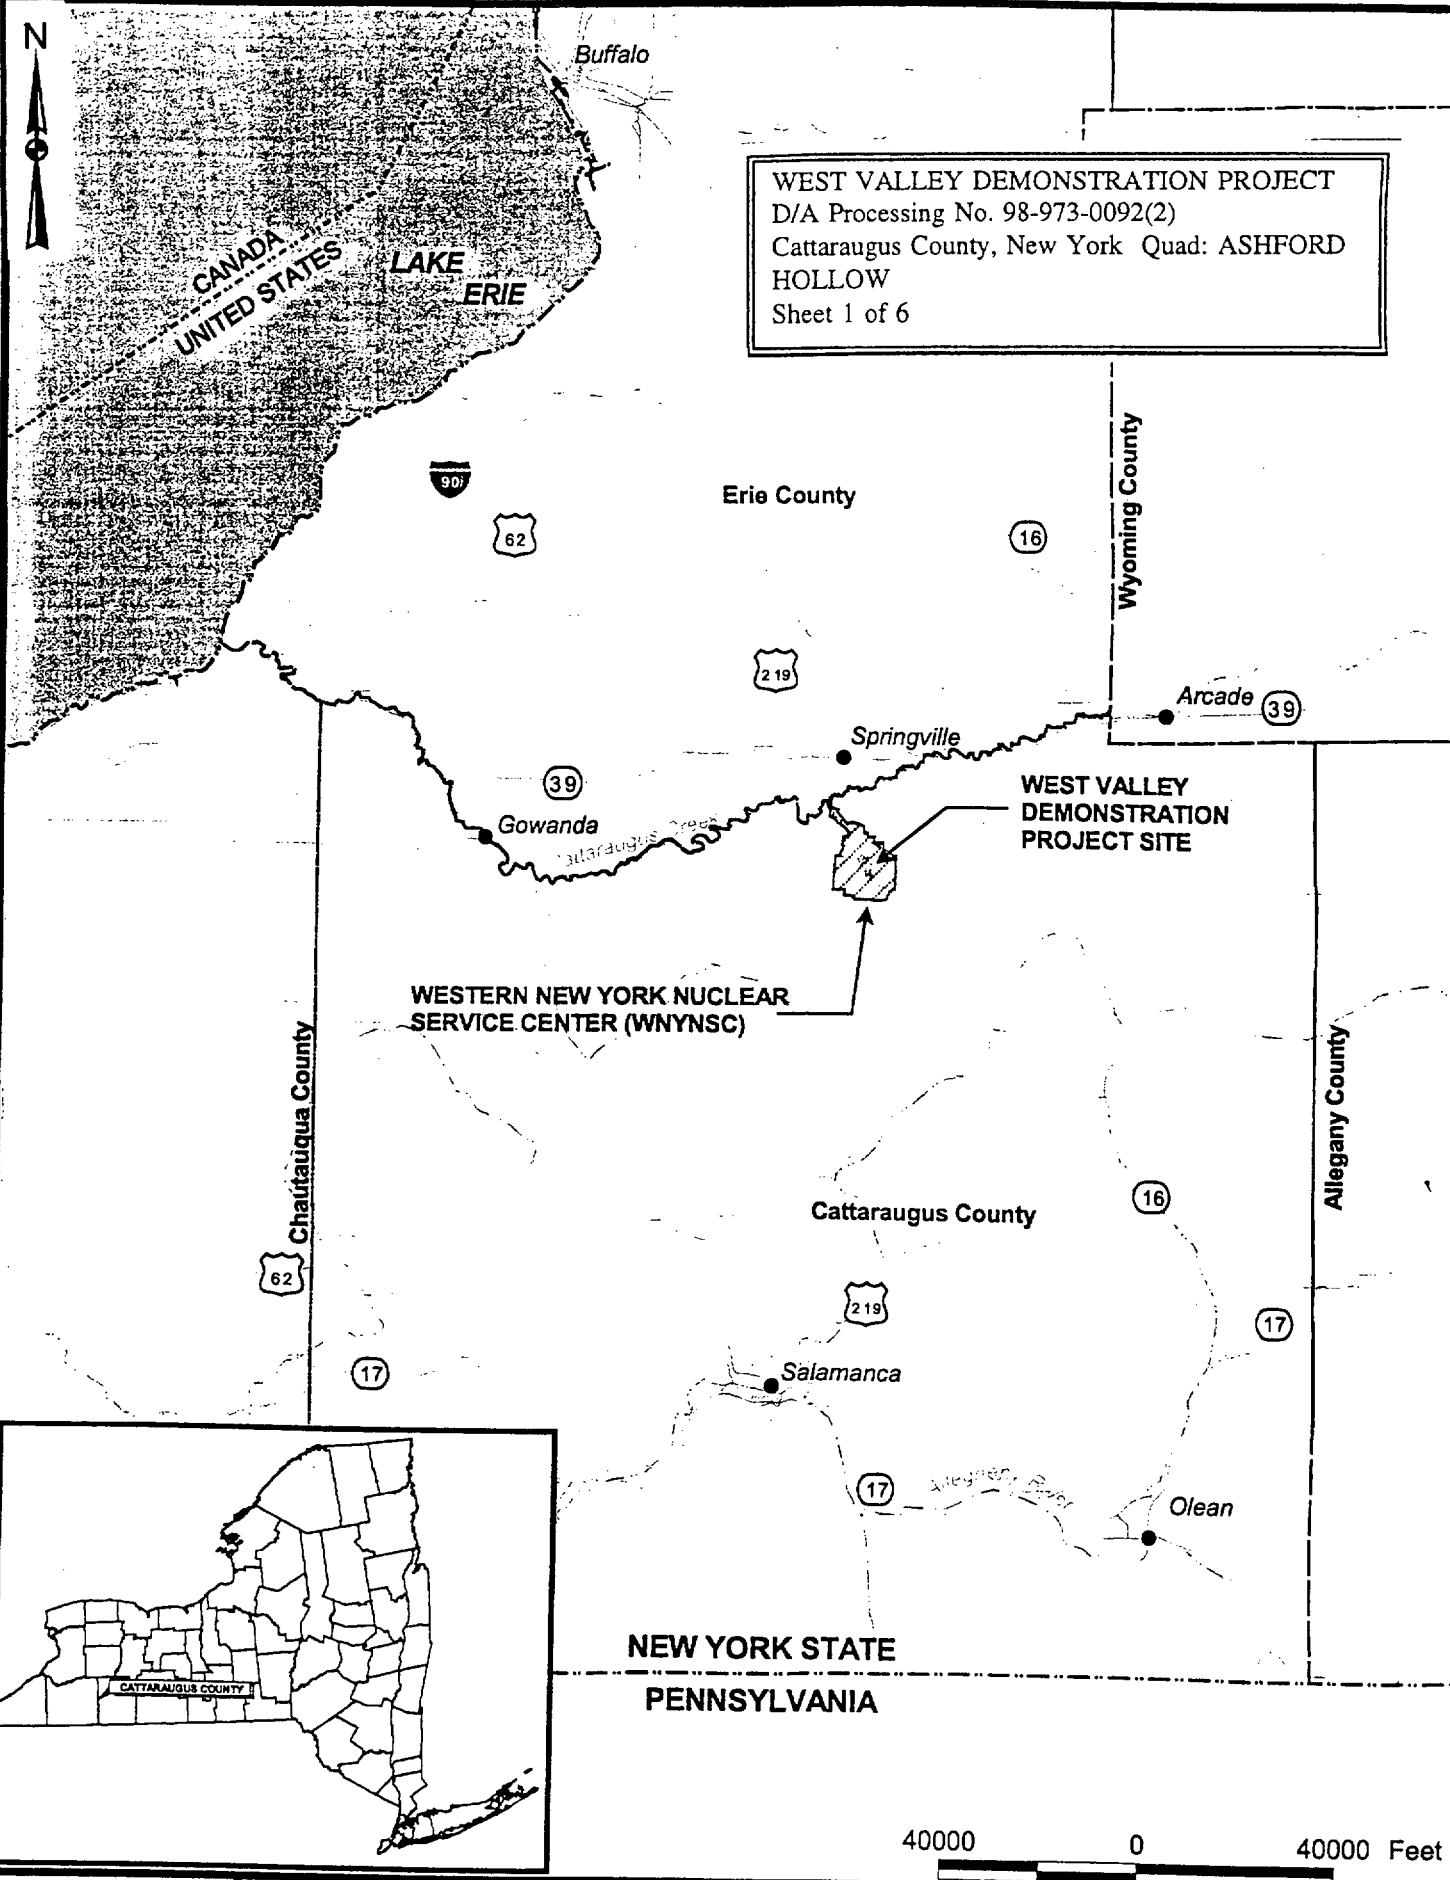 N
Buffalo
WEST VALLEY DEMONSTRATION PROJECT
D/A Processing No. 98-973-0092(2)
Cattaraugus County, New York Quad: ASHFORD
HOLLOW
Sheet 1 of 6
CANADA
UNITED STATES
LAKE
ERIE
90
62
Erie County
16
Wyoming County
219
Arcade
39
Springville
39
Gowanda
Cattaraugus Creek
WEST VALLEY
DEMONSTRATION
PROJECT SITE
WESTERN NEW YORK NUCLEAR
SERVICE CENTER (WNYNSC)
Chautauqua County
Allegany County
16
Cattaraugus County
62
219
17
17
Salamanca
17
Allegheny River
Olean
NEW YORK STATE
PENNSYLVANIA
CATTARAUGUS COUNTY
40000 0 40000 Feet